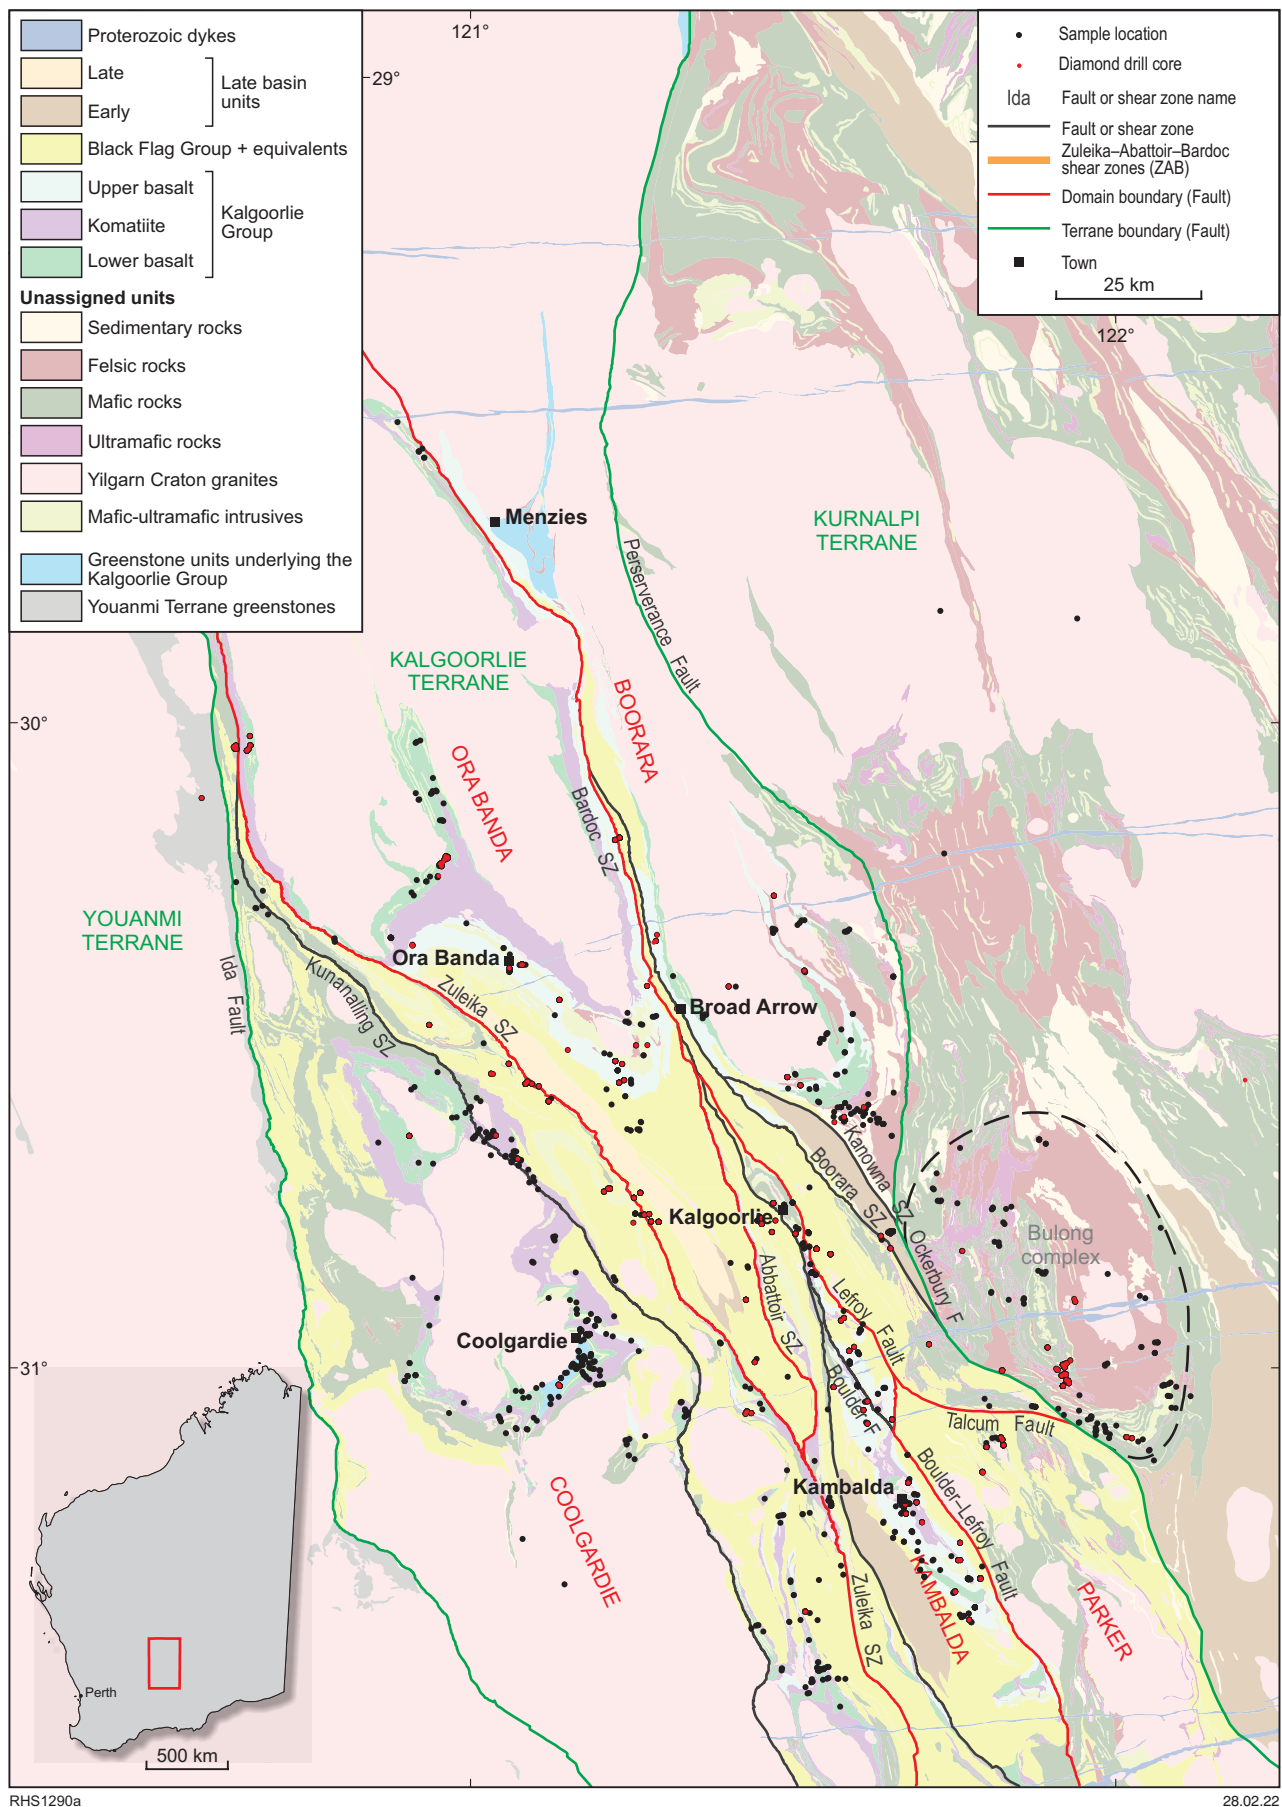 Proterozoic dykes
Late
Early
Late basin
units
Black Flag Group + equivalents
Upper basalt
Komatiite
Lower basalt
Kalgoorlie
Group
Unassigned units
Sedimentary rocks
Felsic rocks
Mafic rocks
Ultramafic rocks
Yilgarn Craton granites
Mafic-ultramafic intrusives
Greenstone units underlying the
Kalgoorlie Group
Youanmi Terrane greenstones
121°
29°
Sample location
Diamond drill core
Ida
Fault or shear zone name
Fault or shear zone
Zuleika–Abattoir–Bardoc
shear zones (ZAB)
Domain boundary (Fault)
Terrane boundary (Fault)
Town
25 km
122°
Menzies
KURNALPI
TERRANE
Perserverance Fault
KALGOORLIE
TERRANE
BOORARA
30°
ORA BANDA
Bardoc SZ
YOUANMI
TERRANE
Ida Fault
Kunanalling SZ
Ora Banda
Zuleika SZ
Broad Arrow
Kanowna SZ
Boorara SZ
Ockerbury F
Kalgoorlie
Bulong
complex
Abbattoir SZ
Lefroy Fault
Coolgardie
31°
Boulder F
Talcum Fault
Boulder–Lefroy Fault
Kambalda
COOLGARDIE
Zuleika SZ
KAMBALDA
PARKER
Perth
500 km
RHS1290a
28.02.22